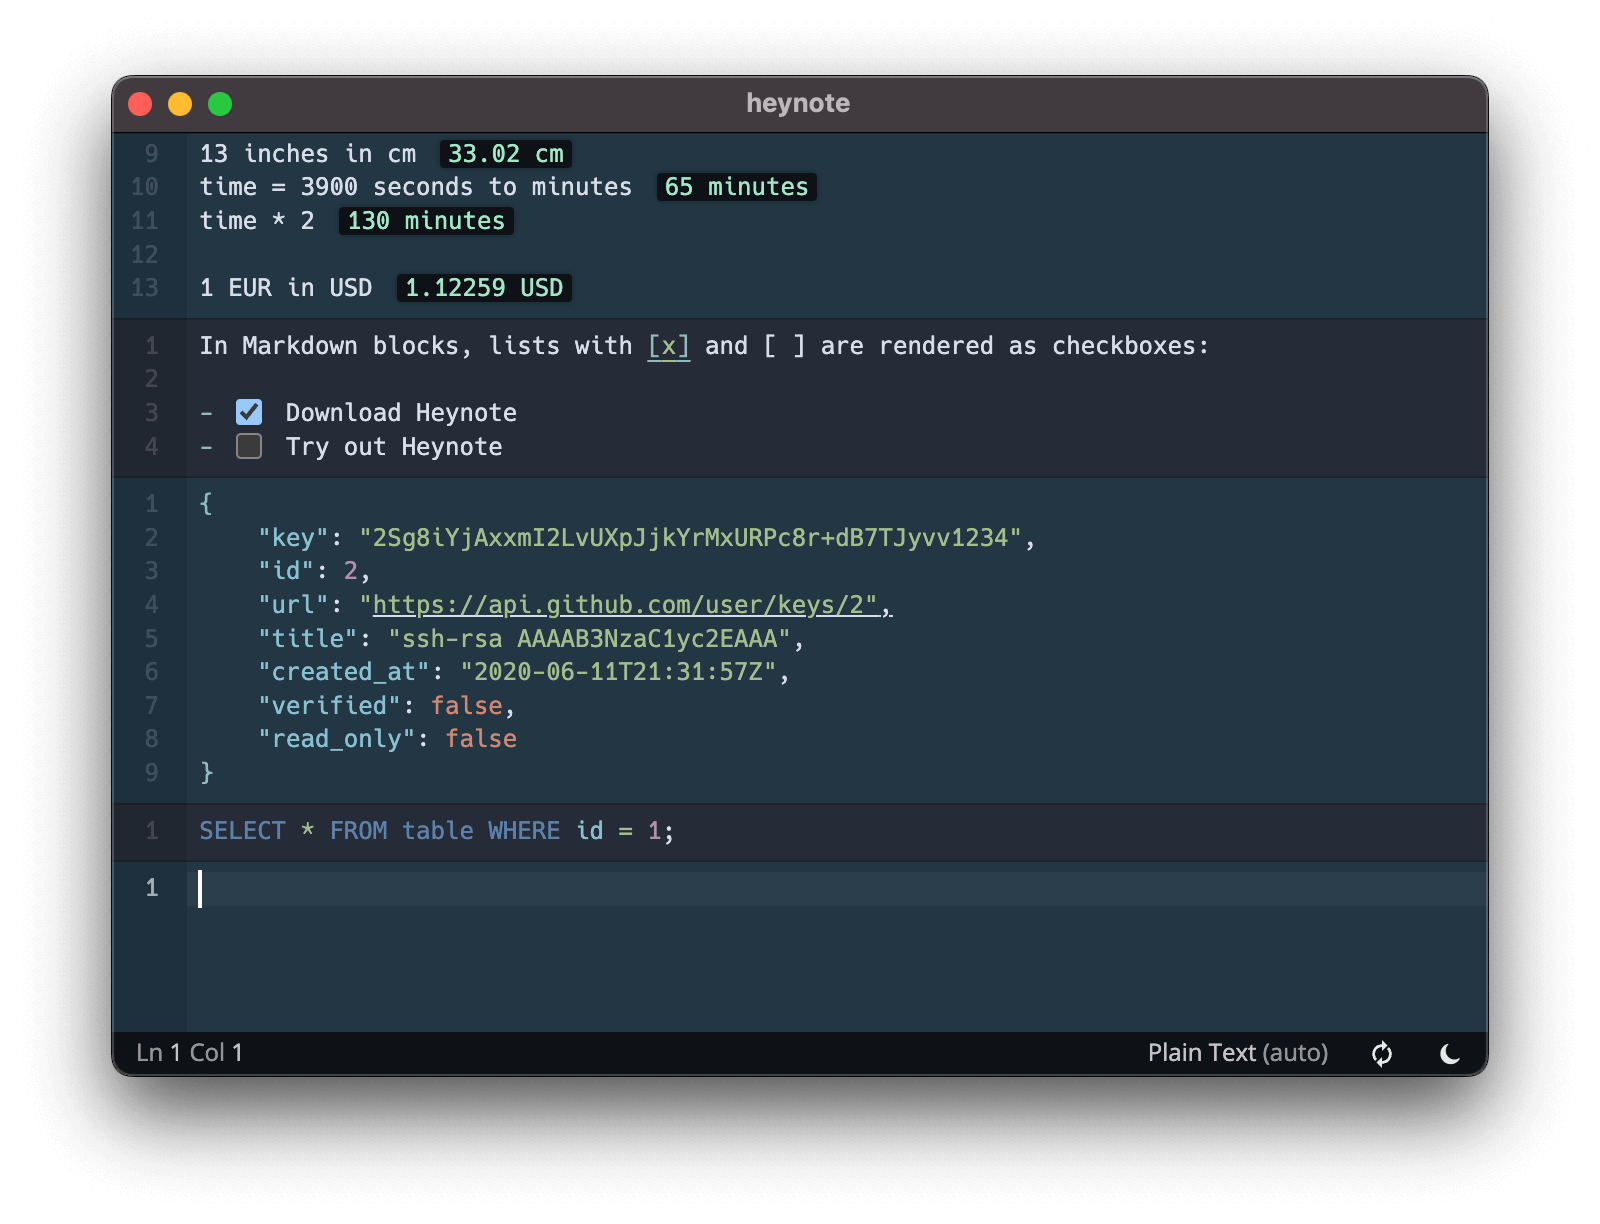 heynote
9 13 inches in cm 33.02 cm
10 time = 3900 seconds to minutes 65 minutes
11 time * 2 130 minutes
12
13 1 EUR in USD 1.12259 USD
1 In Markdown blocks, lists with [x] and [ ] are rendered as checkboxes:
2
3 - Download Heynote
4 - Try out Heynote
1 {
2 "key": "2Sg8iYjAxxmI2LvUXpJjkYrMxURPc8r+dB7TJyvv1234",
3 "id": 2,
4 "url": "https://api.github.com/user/keys/2",
5 "title": "ssh-rsa AAAAB3NzaC1yc2EAAA",
6 "created_at": "2020-06-11T21:31:57Z",
7 "verified": false,
8 "read_only": false
9 }
1 SELECT * FROM table WHERE id = 1;
1
Ln 1 Col 1 Plain Text (auto)